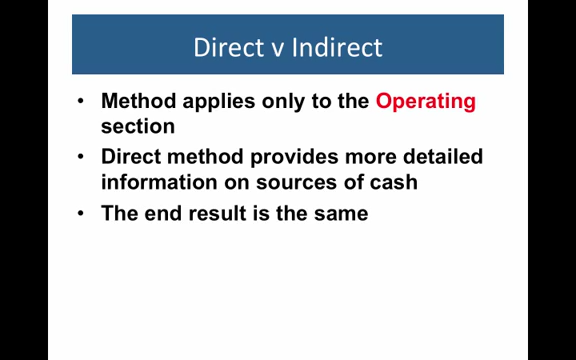 Direct v Indirect
• Method applies only to the Operating
section
• Direct method provides more detailed
information on sources of cash
• The end result is the same